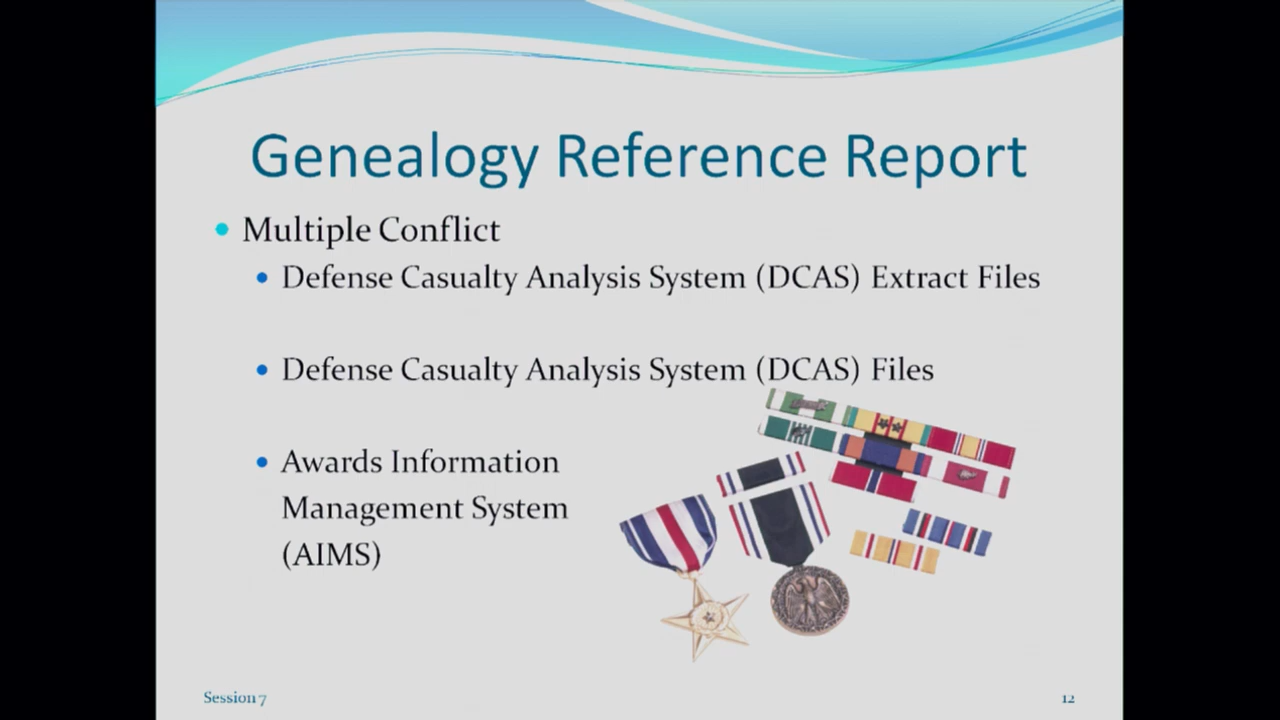 Genealogy Reference Report
• Multiple Conflict
• Defense Casualty Analysis System (DCAS) Extract Files
• Defense Casualty Analysis System (DCAS) Files
• Awards Information
Management System
(AIMS)
Session 7
12